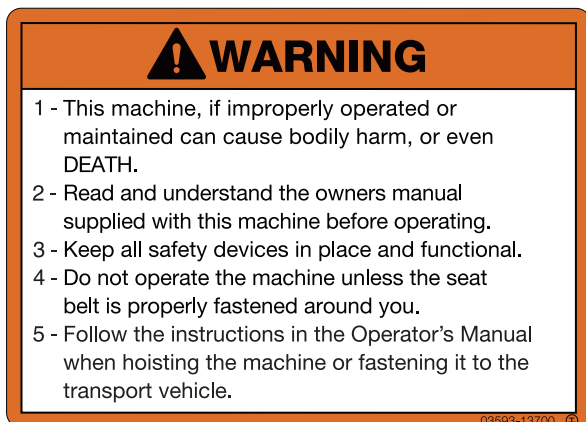 WARNING
1 - This machine, if improperly operated or
maintained can cause bodily harm, or even
DEATH.
2 - Read and understand the owners manual
supplied with this machine before operating.
3 - Keep all safety devices in place and functional.
4 - Do not operate the machine unless the seat
belt is properly fastened around you.
5 - Follow the instructions in the Operator's Manual
when hoisting the machine or fastening it to the
transport vehicle.
03593-13700 Ⓣ